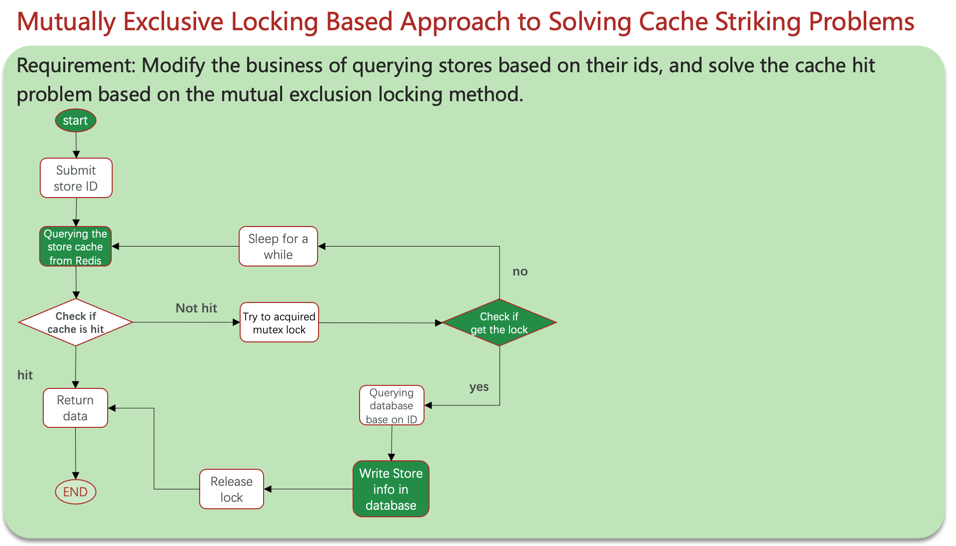 Mutually Exclusive Locking Based Approach to Solving Cache Striking Problems
Requirement: Modify the business of querying stores based on their ids, and solve the cache hit
problem based on the mutual exclusion locking method.
start
Submit
store ID
Querying the
store cache
from Redis
Sleep for a
while
no
Check if
cache is hit
Not hit
Try to acquired
mutex lock
Check if
get the lock
hit
yes
Return
data
Querying
database
base on ID
END
Release
lock
Write Store
info in
database